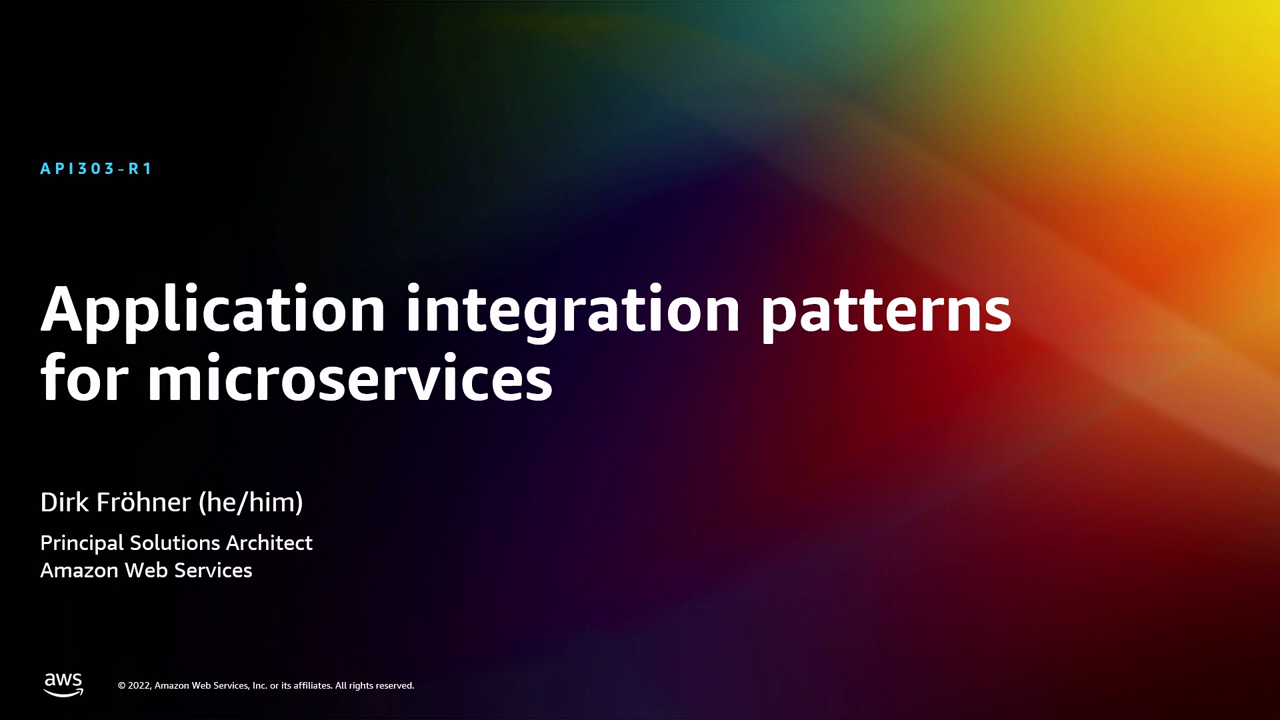 API303-R1
Application integration patterns
for microservices
Dirk Fröhner (he/him)
Principal Solutions Architect
Amazon Web Services
aws
© 2022, Amazon Web Services, Inc. or its affiliates. All rights reserved.